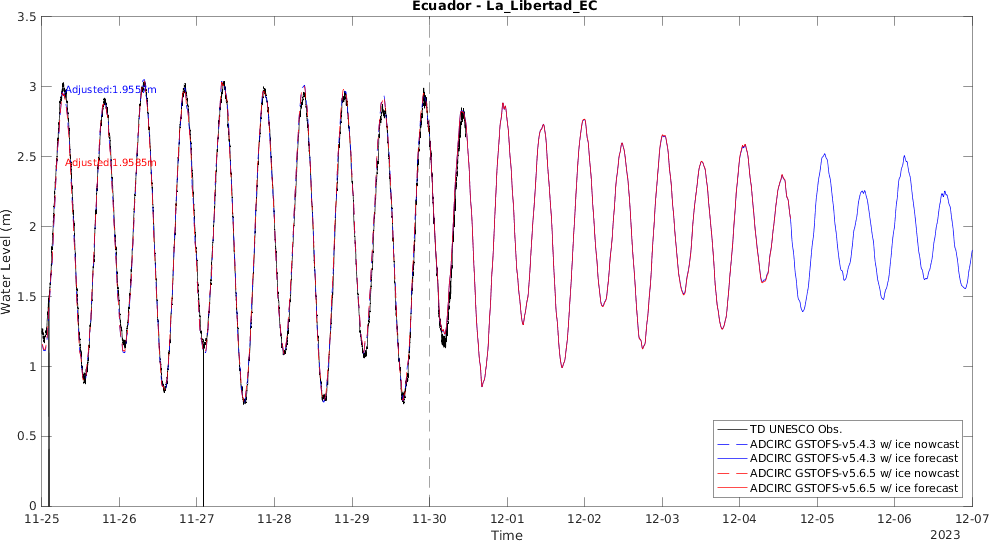 Ecuador - La_Libertad_EC
3.5
3
2.5
2
1.5
1
0.5
0
Water Level (m)
Adjusted:1.9585m
TD UNESCO Obs.
ADCIRC GSTOFS-v5.4.3 w/ ice nowcast
ADCIRC GSTOFS-v5.4.3 w/ ice forecast
ADCIRC GSTOFS-v5.6.5 w/ ice nowcast
ADCIRC GSTOFS-v5.6.5 w/ ice forecast
11-25 11-26 11-27 11-28 11-29 11-30 12-01 12-02 12-03 12-04 12-05 12-06 12-07
Time
2023